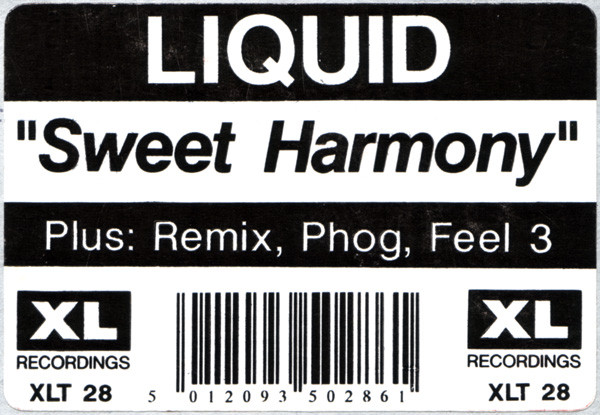 LIQUID
"Sweet Harmony"
Plus: Remix, Phog, Feel 3
XL
RECORDINGS
XLT 28
5 012093 502861
XL
RECORDINGS
XLT 28